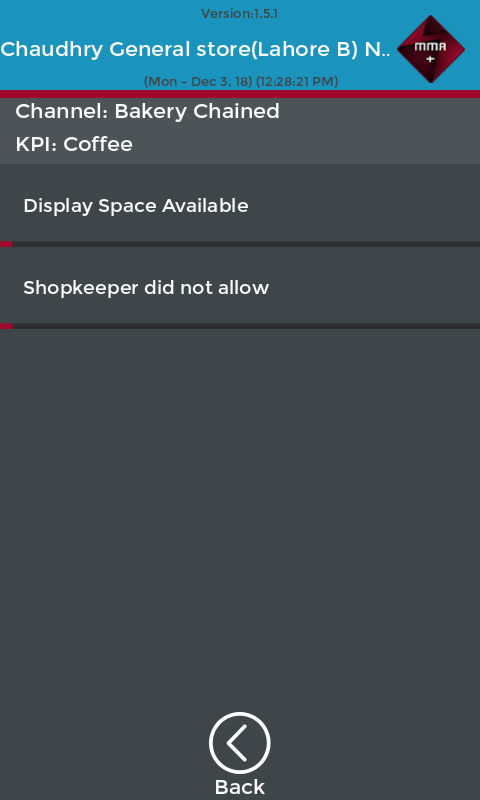 Version:1.5.1
Chaudhry General store(Lahore B) N..
MMA
+
(Mon - Dec 3, 18) (12:28:21 PM)
Channel: Bakery Chained
KPI: Coffee
Display Space Available
Shopkeeper did not allow
Back